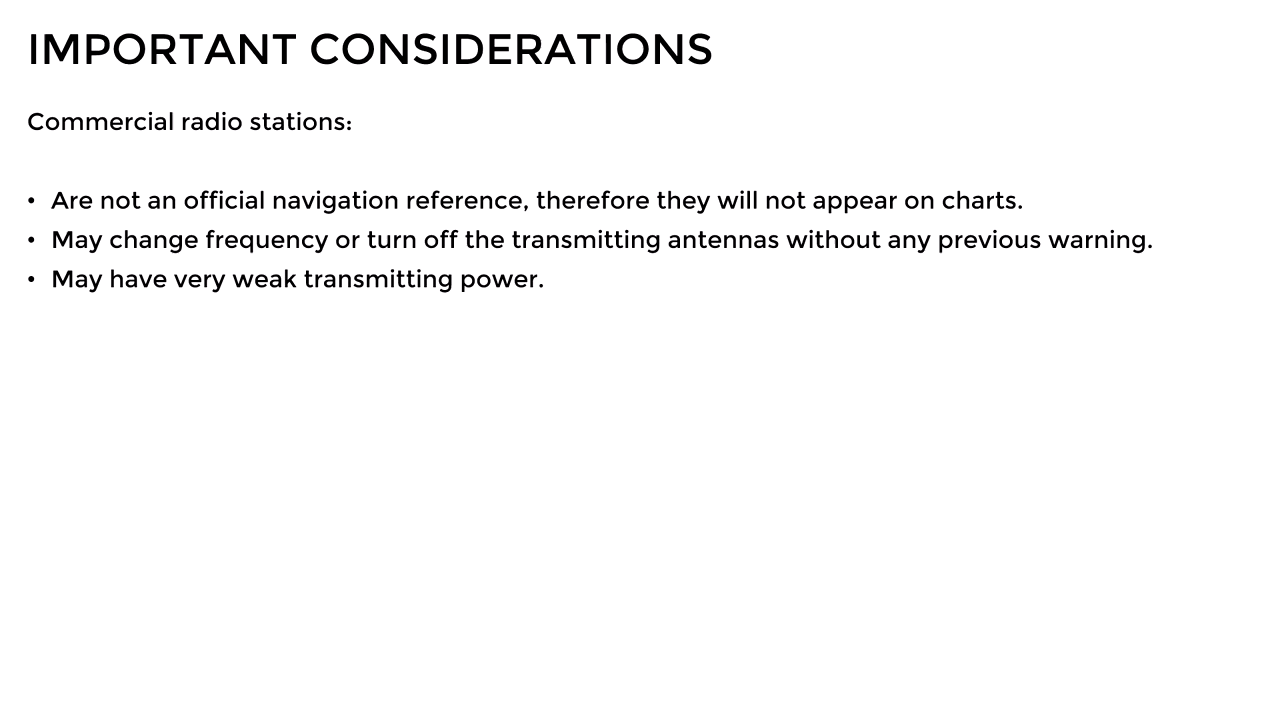 IMPORTANT CONSIDERATIONS
Commercial radio stations:
• Are not an official navigation reference, therefore they will not appear on charts.
• May change frequency or turn off the transmitting antennas without any previous warning.
• May have very weak transmitting power.